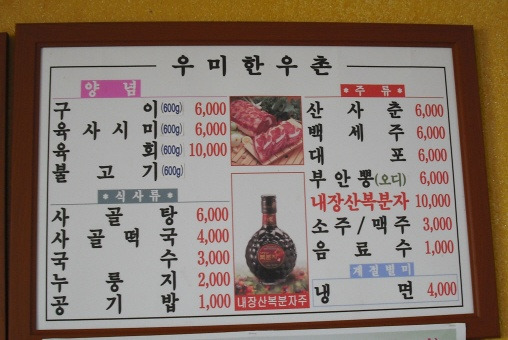 우미한우촌
양념
구이(600g) 6,000
육사시미(600g) 6,000
육회(600g) 10,000
불고기(600g)
*식사류*
사골탕 6,000
사골떡국 4,000
국수 3,000
누룽지 2,000
공기밥 1,000
내장산복분자주
*주류*
산사춘 6,000
백세주 6,000
대포 6,000
부안뽕(오디) 6,000
내장산복분자 10,000
소주/맥주 3,000
음료수 1,000
계절별미
냉면 4,000